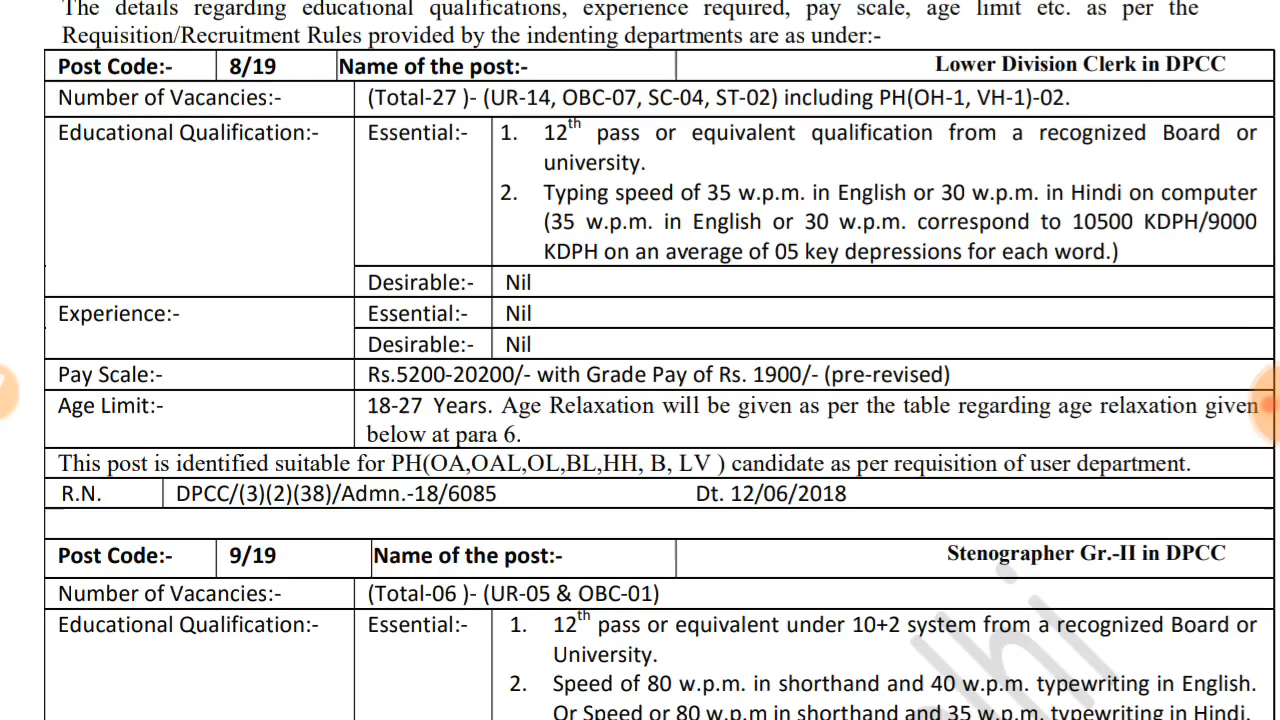 The details regarding educational qualifications, experience required, pay scale, age limit etc. as per the
Requisition/Recruitment Rules provided by the indenting departments are as under:-
Post Code:- 8/19 Name of the post:- Lower Division Clerk in DPCC
Number of Vacancies:- (Total-27 )- (UR-14, OBC-07, SC-04, ST-02) including PH(OH-1, VH-1)-02.
Educational Qualification:- Essential:- 1. 12th pass or equivalent qualification from a recognized Board or
university.
2. Typing speed of 35 w.p.m. in English or 30 w.p.m. in Hindi on computer
(35 w.p.m. in English or 30 w.p.m. correspond to 10500 KDPH/9000
KDPH on an average of 05 key depressions for each word.)
Desirable:- Nil
Experience:- Essential:- Nil
Desirable:- Nil
Pay Scale:- Rs.5200-20200/- with Grade Pay of Rs. 1900/- (pre-revised)
Age Limit:- 18-27 Years. Age Relaxation will be given as per the table regarding age relaxation given
below at para 6.
This post is identified suitable for PH(OA,OAL,OL,BL,HH, B, LV ) candidate as per requisition of user department.
R.N. DPCC/(3)(2)(38)/Admn.-18/6085 Dt. 12/06/2018
Post Code:- 9/19 Name of the post:- Stenographer Gr.-II in DPCC
Number of Vacancies:- (Total-06 )- (UR-05 & OBC-01)
Educational Qualification:- Essential:- 1. 12th pass or equivalent under 10+2 system from a recognized Board or
University.
2. Speed of 80 w.p.m. in shorthand and 40 w.p.m. typewriting in English.
Or Speed or 80 w.p.m in shorthand and 35 w.p.m. typewriting in Hindi.